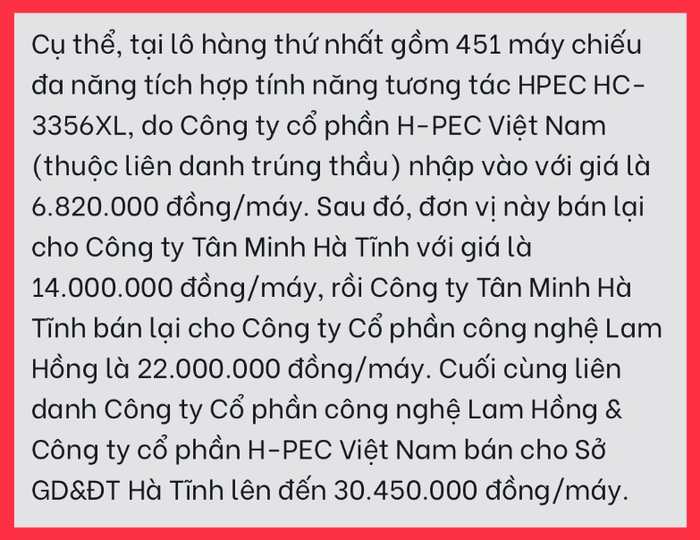 Cụ thể, tại lô hàng thứ nhất gồm 451 máy chiếu
đa năng tích hợp tính năng tương tác HPEC HC-
3356XL, do Công ty cổ phần H-PEC Việt Nam
(thuộc liên danh trúng thầu) nhập vào với giá là
6.820.000 đồng/máy. Sau đó, đơn vị này bán lại
cho Công ty Tân Minh Hà Tĩnh với giá là
14.000.000 đồng/máy, rồi Công ty Tân Minh Hà
Tĩnh bán lại cho Công ty Cổ phần công nghệ Lam
Hồng là 22.000.000 đồng/máy. Cuối cùng liên
danh Công ty Cổ phần công nghệ Lam Hồng &
Công ty cổ phần H-PEC Việt Nam bán cho Sở
GD&ĐT Hà Tĩnh lên đến 30.450.000 đồng/máy.